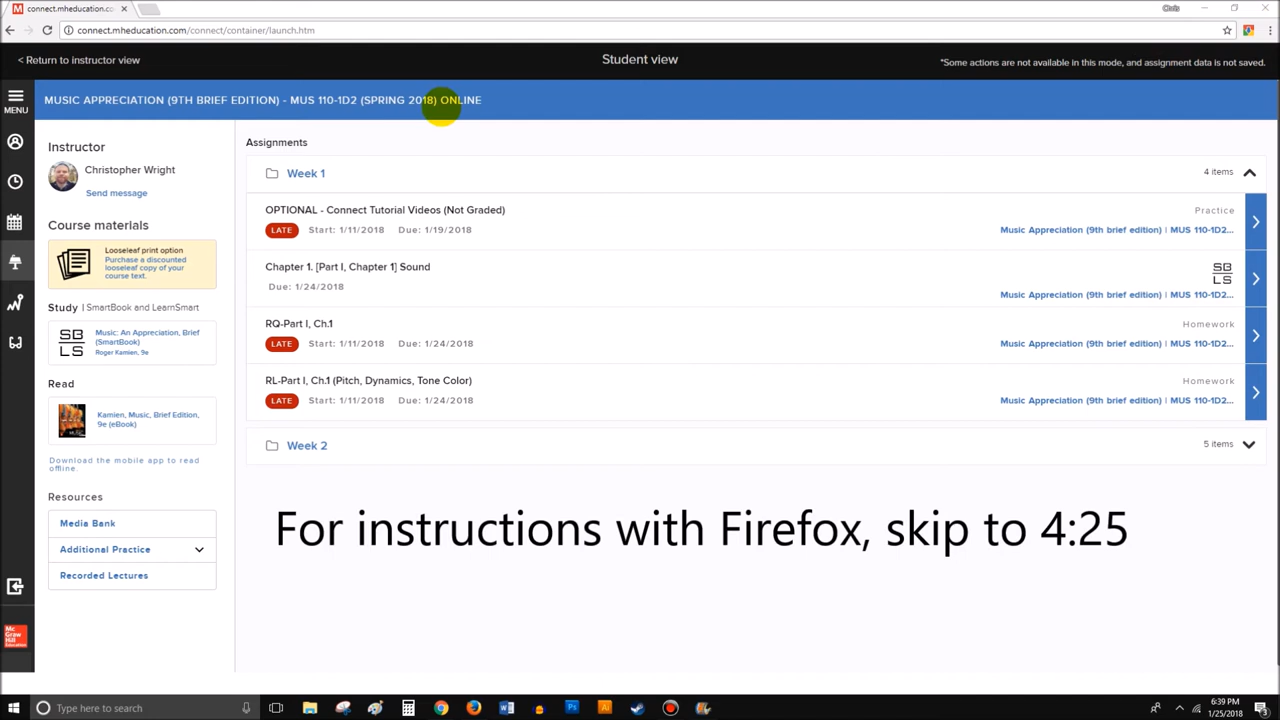 connect.mheducation.co
Chris
connect.mheducation.com/connect/container/launch.htm
< Return to instructor view
Student view
*Some actions are not available in this mode, and assignment data is not saved.
MENU
MUSIC APPRECIATION (9TH BRIEF EDITION) - MUS 110-1D2 (SPRING 2018) ONLINE
Instructor
Christopher Wright
Send message
Course materials
Looseleaf print option
Purchase a discounted
looseleaf copy of your
course text.
Study | SmartBook and LearnSmart
SB
LS
Music: An Appreciation, Brief
(SmartBook)
Roger Kamien, 9e
Read
Kamien, Music, Brief Edition,
9e (eBook)
Download the mobile app to read
offline.
Resources
Media Bank
Additional Practice
Recorded Lectures
Mc
Graw
Hill
Education
Assignments
Week 1
4 items
OPTIONAL - Connect Tutorial Videos (Not Graded)
Practice
LATE Start: 1/11/2018 Due: 1/19/2018
Music Appreciation (9th brief edition) | MUS 110-1D2...
Chapter 1. [Part I, Chapter 1] Sound
SB
LS
Due: 1/24/2018
Music Appreciation (9th brief edition) | MUS 110-1D2...
RQ-Part I, Ch.1
Homework
LATE Start: 1/11/2018 Due: 1/24/2018
Music Appreciation (9th brief edition) | MUS 110-1D2...
RL-Part I, Ch.1 (Pitch, Dynamics, Tone Color)
Homework
LATE Start: 1/11/2018 Due: 1/24/2018
Music Appreciation (9th brief edition) | MUS 110-1D2...
Week 2
5 items
For instructions with Firefox, skip to 4:25
Type here to search
6:39 PM
1/25/2018